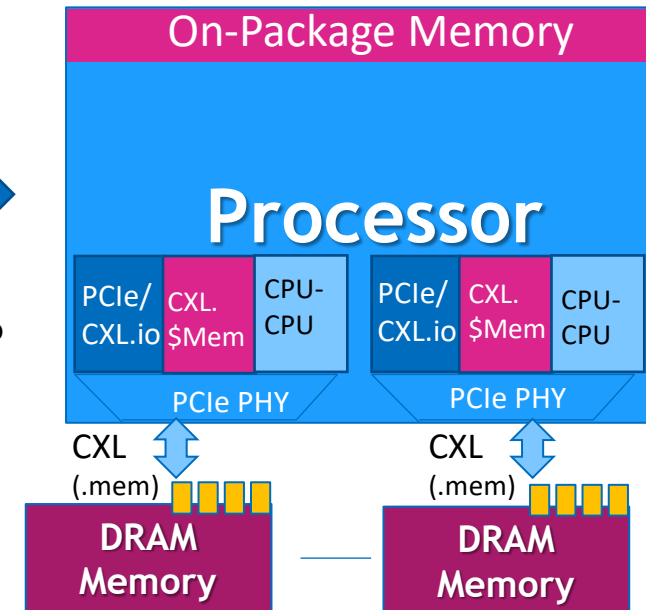 On-Package Memory
Processor
PCIe/
CXL.io
CXL.
$Mem
CPU-
CPU
PCIe/
CXL.io
CXL.
$Mem
CPU-
CPU
PCIe PHY
PCIe PHY
CXL
(.mem)
CXL
(.mem)
DRAM
Memory
DRAM
Memory